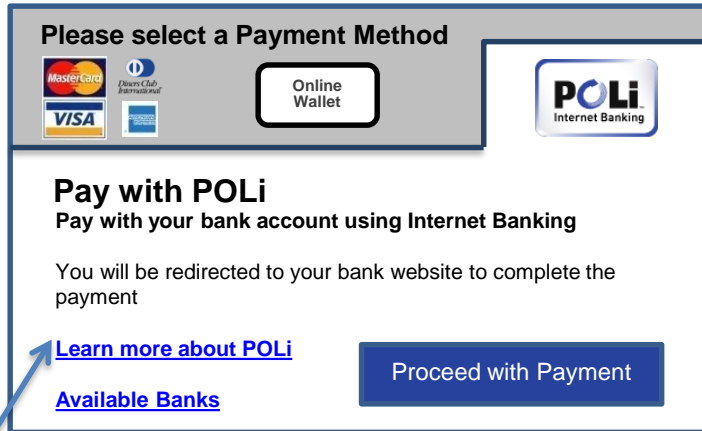 Please select a Payment Method
MasterCard
Diners Club
International
VISA
Online
Wallet
POLi
Internet Banking
Pay with POLi
Pay with your bank account using Internet Banking
You will be redirected to your bank website to complete the
payment
Learn more about POLi
Proceed with Payment
Available Banks